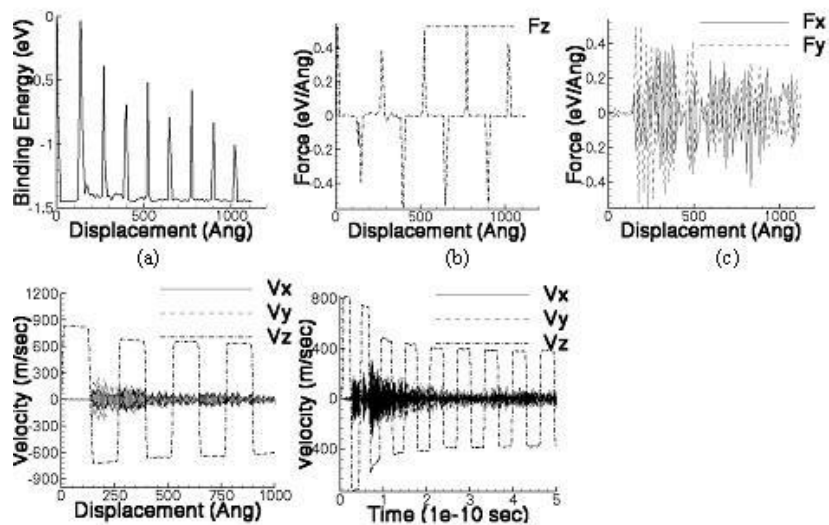 Binding Energy (eV)
0
-0.5
-1
-1.5
0
500
1000
Displacement (Ang)
(a)
Fz
Force (eV/Ang)
0.4
0.2
0
0.2
0.4
0
500
1000
Displacement (Ang)
(b)
Fx
Fy
Force (eV/Ang)
0.4
0.2
0
0.2
0.4
0
500
1000
Displacement (Ang)
(c)
Vx
Vy
Vz
Velocity (m/sec)
1200
900
600
300
0
-300
-600
-900
0
250
500
750
1000
Displacement (Ang)
Vx
Vy
Vz
Velocity (m/sec)
800
400
0
400
0
1
2
3
4
5
Time (1e-10 sec)